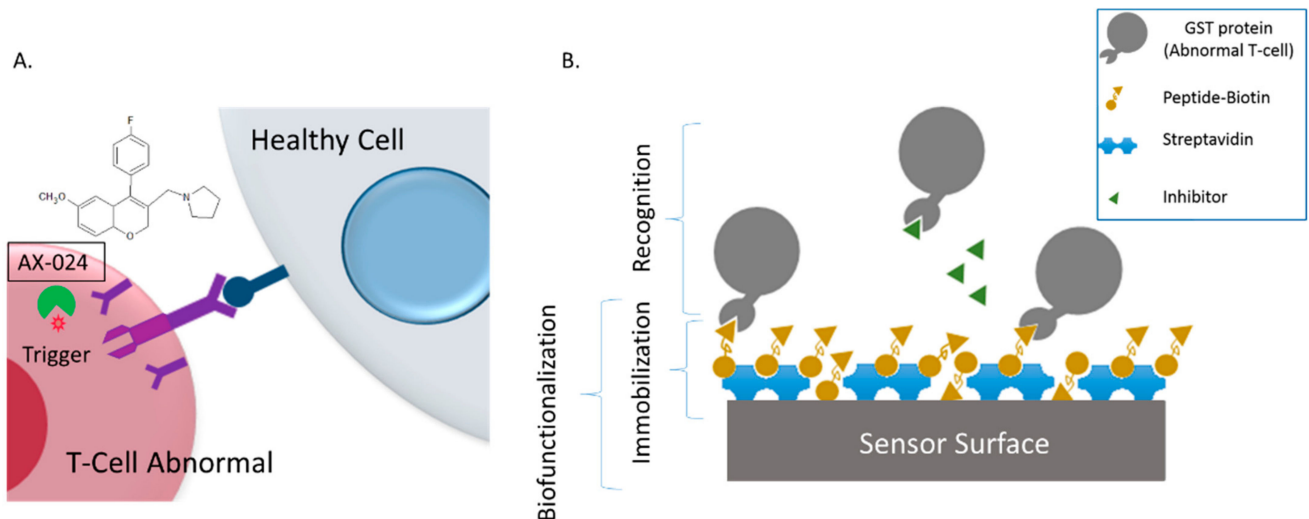 A.
F
CH₃O
N
O
Healthy Cell
AX-024
Trigger
T-Cell Abnormal
B.
Biofunctionalization
Immobilization
Recognition
Sensor Surface
GST protein
(Abnormal T-cell)
Peptide-Biotin
Streptavidin
Inhibitor